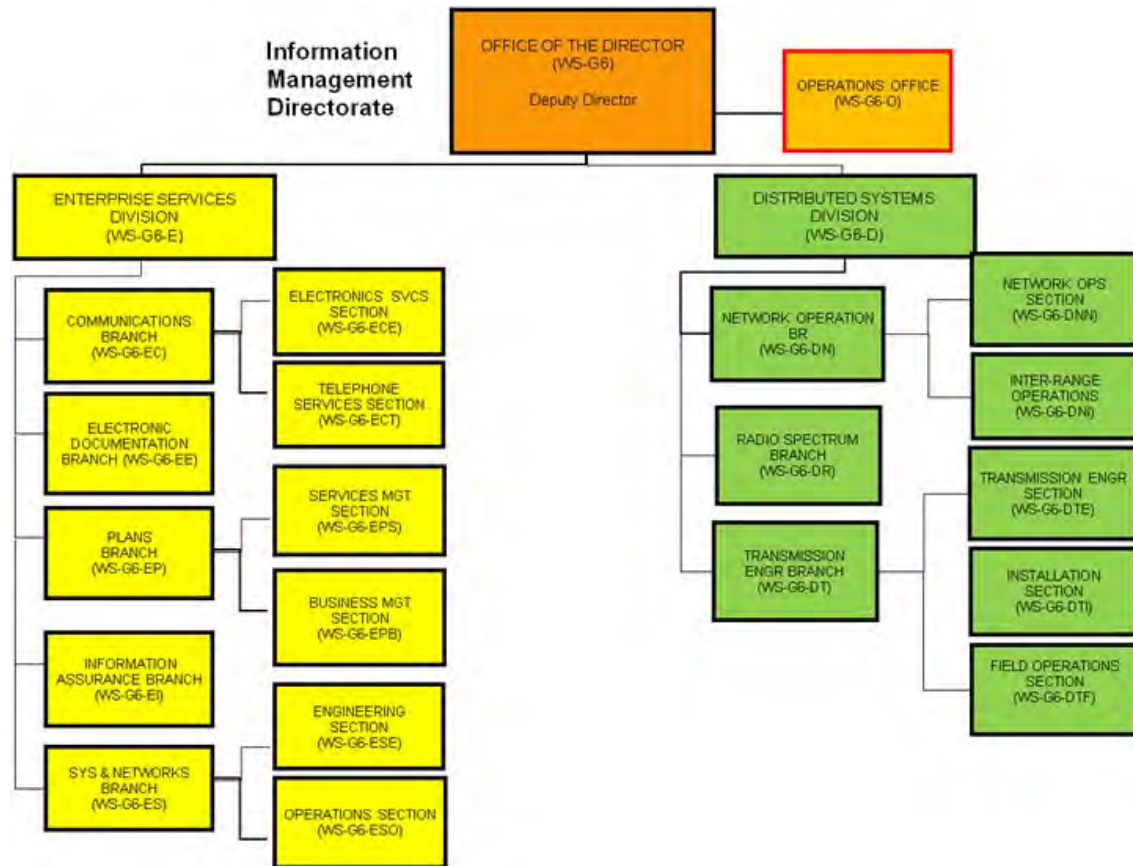 Information
Management
Directorate
OFFICE OF THE DIRECTOR
(WS-G6)
Deputy Director
OPERATIONS OFFICE
(WS-G6-O)
ENTERPRISE SERVICES
DIVISION
(WS-G6-E)
DISTRIBUTED SYSTEMS
DIVISION
(WS-G6-D)
COMMUNICATIONS
BRANCH
(WS-G6-EC)
ELECTRONICS SVCS
SECTION
(WS-G6-ECE)
TELEPHONE
SERVICES SECTION
(WS-G6-ECT)
ELECTRONIC
DOCUMENTATION
BRANCH (WS-G6-EE)
PLANS
BRANCH
(WS-G6-EP)
SERVICES MGT
SECTION
(WS-G6-EPS)
BUSINESS MGT
SECTION
(WS-G6-EPB)
INFORMATION
ASSURANCE BRANCH
(WS-G6-EI)
SYS & NETWORKS
BRANCH
(WS-G6-ES)
ENGINEERING
SECTION
(WS-G6-ESE)
OPERATIONS SECTION
(WS-G6-ESO)
NETWORK OPERATION
BR
(WS-G6-DN)
NETWORK OPS
SECTION
(WS-G6-DNN)
INTER-RANGE
OPERATIONS
(WS-G6-DNI)
RADIO SPECTRUM
BRANCH
(WS-G6-DR)
TRANSMISSION
ENGR BRANCH
(WS-G6-DT)
TRANSMISSION ENGR
SECTION
(WS-G6-DTE)
INSTALLATION
SECTION
(WS-G6-DTI)
FIELD OPERATIONS
SECTION
(WS-G6-DTF)